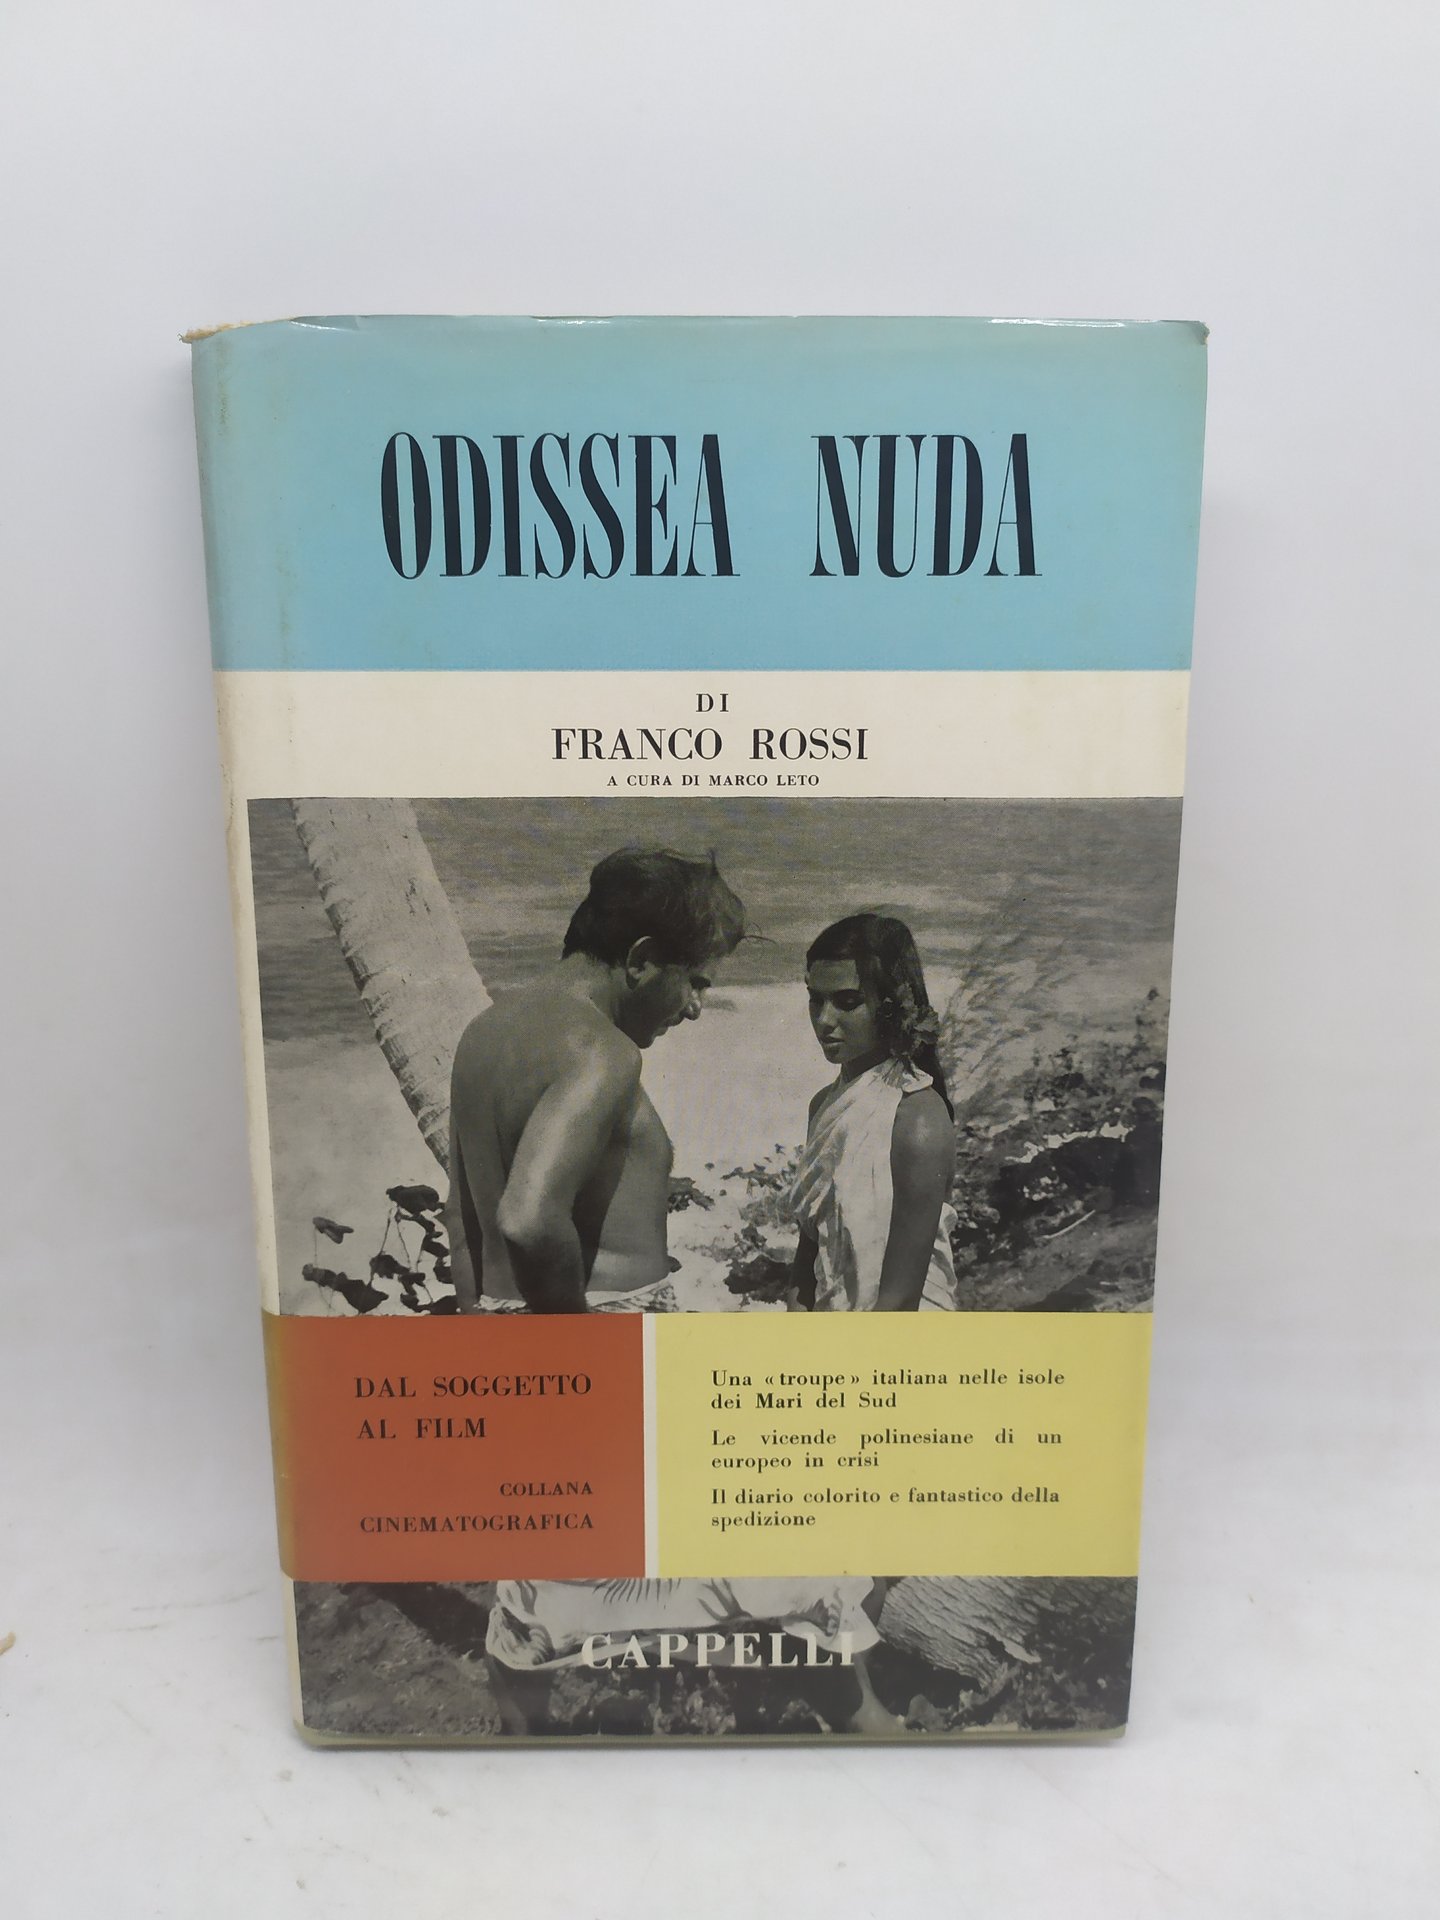 ODISSEA NUDA
DI
FRANCO ROSSI
A CURA DI MARCO LETO
DAL SOGGETTO
AL FILM
COLLANA
CINEMATOGRAFICA
Una «troupe» italiana nelle isole
dei Mari del Sud
Le vicende polinesiane di un
europeo in crisi
Il diario colorito e fantastico della
spedizione
CAPPELLI